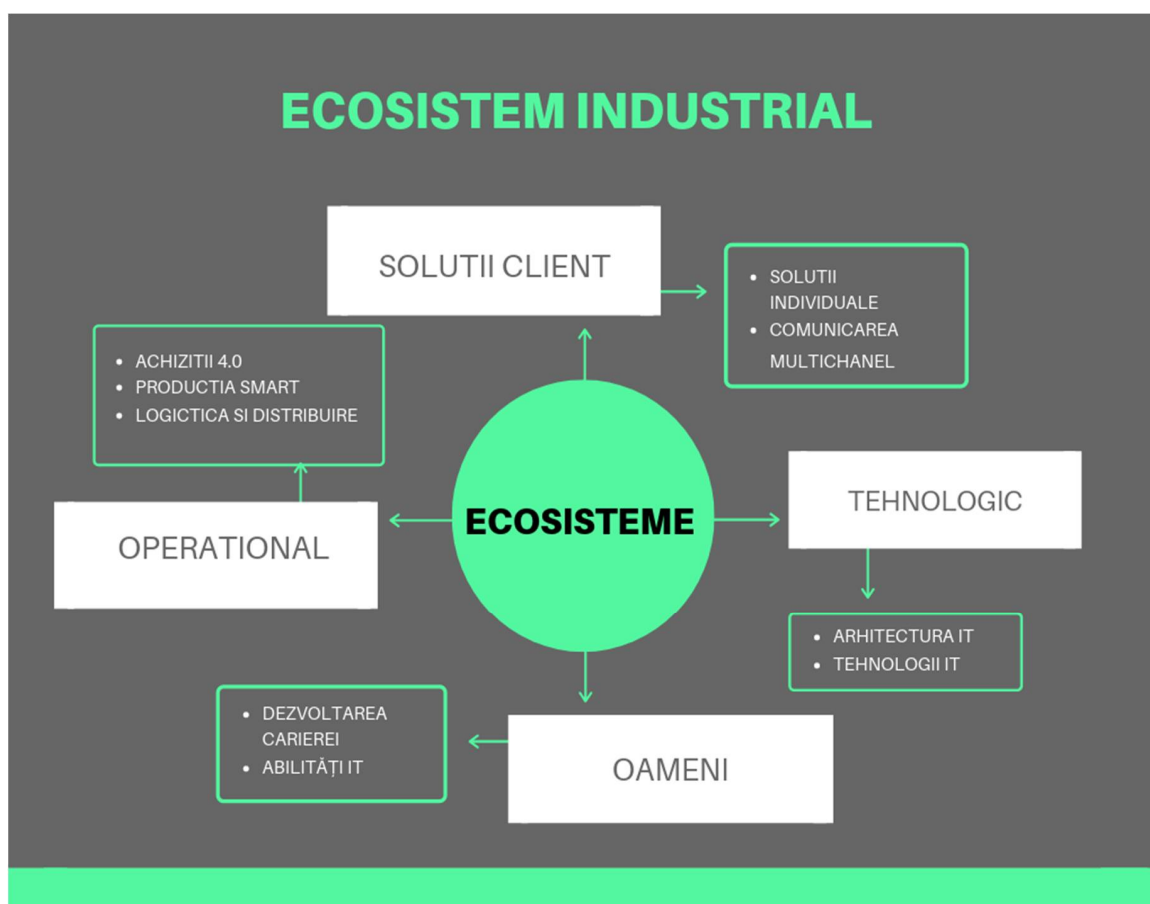 ECOSISTEM INDUSTRIAL
SOLUTII CLIENT
• SOLUTII
INDIVIDUALE
• COMUNICAREA
MULTICHANEL
• ACHIZITII 4.0
• PRODUCTIA SMART
• LOGICTICA SI DISTRIBUIRE
OPERATIONAL
ECOSISTEME
TEHNOLOGIC
• ARHITECTURA IT
• TEHNOLOGII IT
• DEZVOLTAREA
CARIEREI
• ABILITĂȚI IT
OAMENI